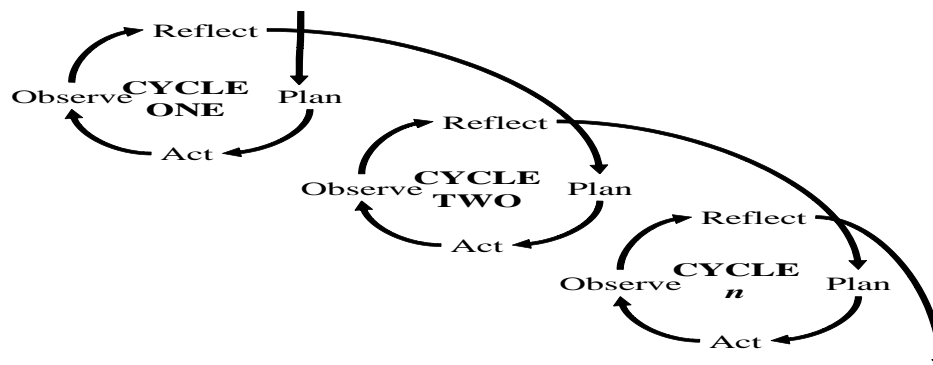 Reflect
CYCLE
Observe
Plan
ONE
Act
Reflect
CYCLE
Observe
Plan
TWO
Act
Reflect
CYCLE
Observe
Plan
n
Act